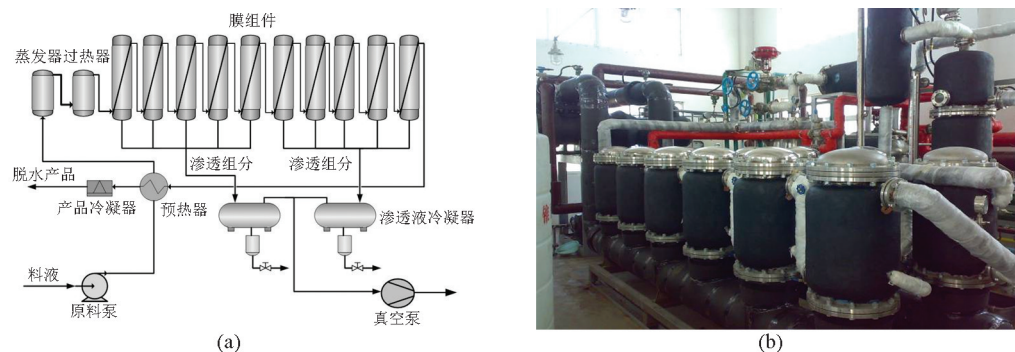 膜组件
蒸发器过热器
渗透组分
渗透组分
脱水产品
产品冷凝器
预热器
渗透液冷凝器
料液
原料泵
真空泵
(a)
(b)